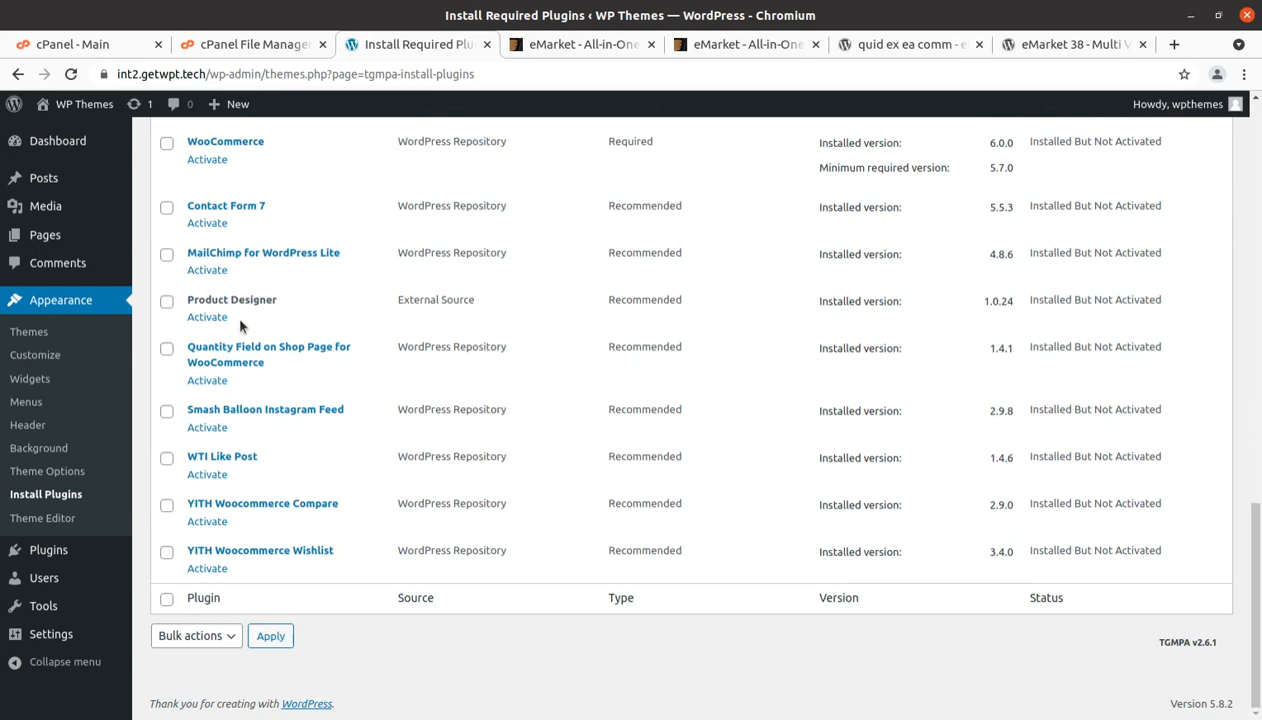 Install Required Plugins ‹ WP Themes — WordPress - Chromium
cPanel - Main
cPanel File Manager
Install Required Plu
eMarket - All-in-One
eMarket - All-in-One
quid ex ea comm - e
eMarket 38 - Multi V
int2.getwpt.tech/wp-admin/themes.php?page=tgmpa-install-plugins
WP Themes
1
0
New
Howdy, wpthemes
Dashboard
Posts
Media
Pages
Comments
Appearance
Themes
Customize
Widgets
Menus
Header
Background
Theme Options
Install Plugins
Theme Editor
Plugins
Users
Tools
Settings
Collapse menu
WooCommerce WordPress Repository Required Installed version: 6.0.0 Installed But Not Activated
Activate Minimum required version: 5.7.0
Contact Form 7 WordPress Repository Recommended Installed version: 5.5.3 Installed But Not Activated
Activate
MailChimp for WordPress Lite WordPress Repository Recommended Installed version: 4.8.6 Installed But Not Activated
Activate
Product Designer External Source Recommended Installed version: 1.0.24 Installed But Not Activated
Activate
Quantity Field on Shop Page for WordPress Repository Recommended Installed version: 1.4.1 Installed But Not Activated
WooCommerce
Activate
Smash Balloon Instagram Feed WordPress Repository Recommended Installed version: 2.9.8 Installed But Not Activated
Activate
WTI Like Post WordPress Repository Recommended Installed version: 1.4.6 Installed But Not Activated
Activate
YITH Woocommerce Compare WordPress Repository Recommended Installed version: 2.9.0 Installed But Not Activated
Activate
YITH Woocommerce Wishlist WordPress Repository Recommended Installed version: 3.4.0 Installed But Not Activated
Activate
Plugin Source Type Version Status
Bulk actions Apply
TGMPA v2.6.1
Thank you for creating with WordPress. Version 5.8.2